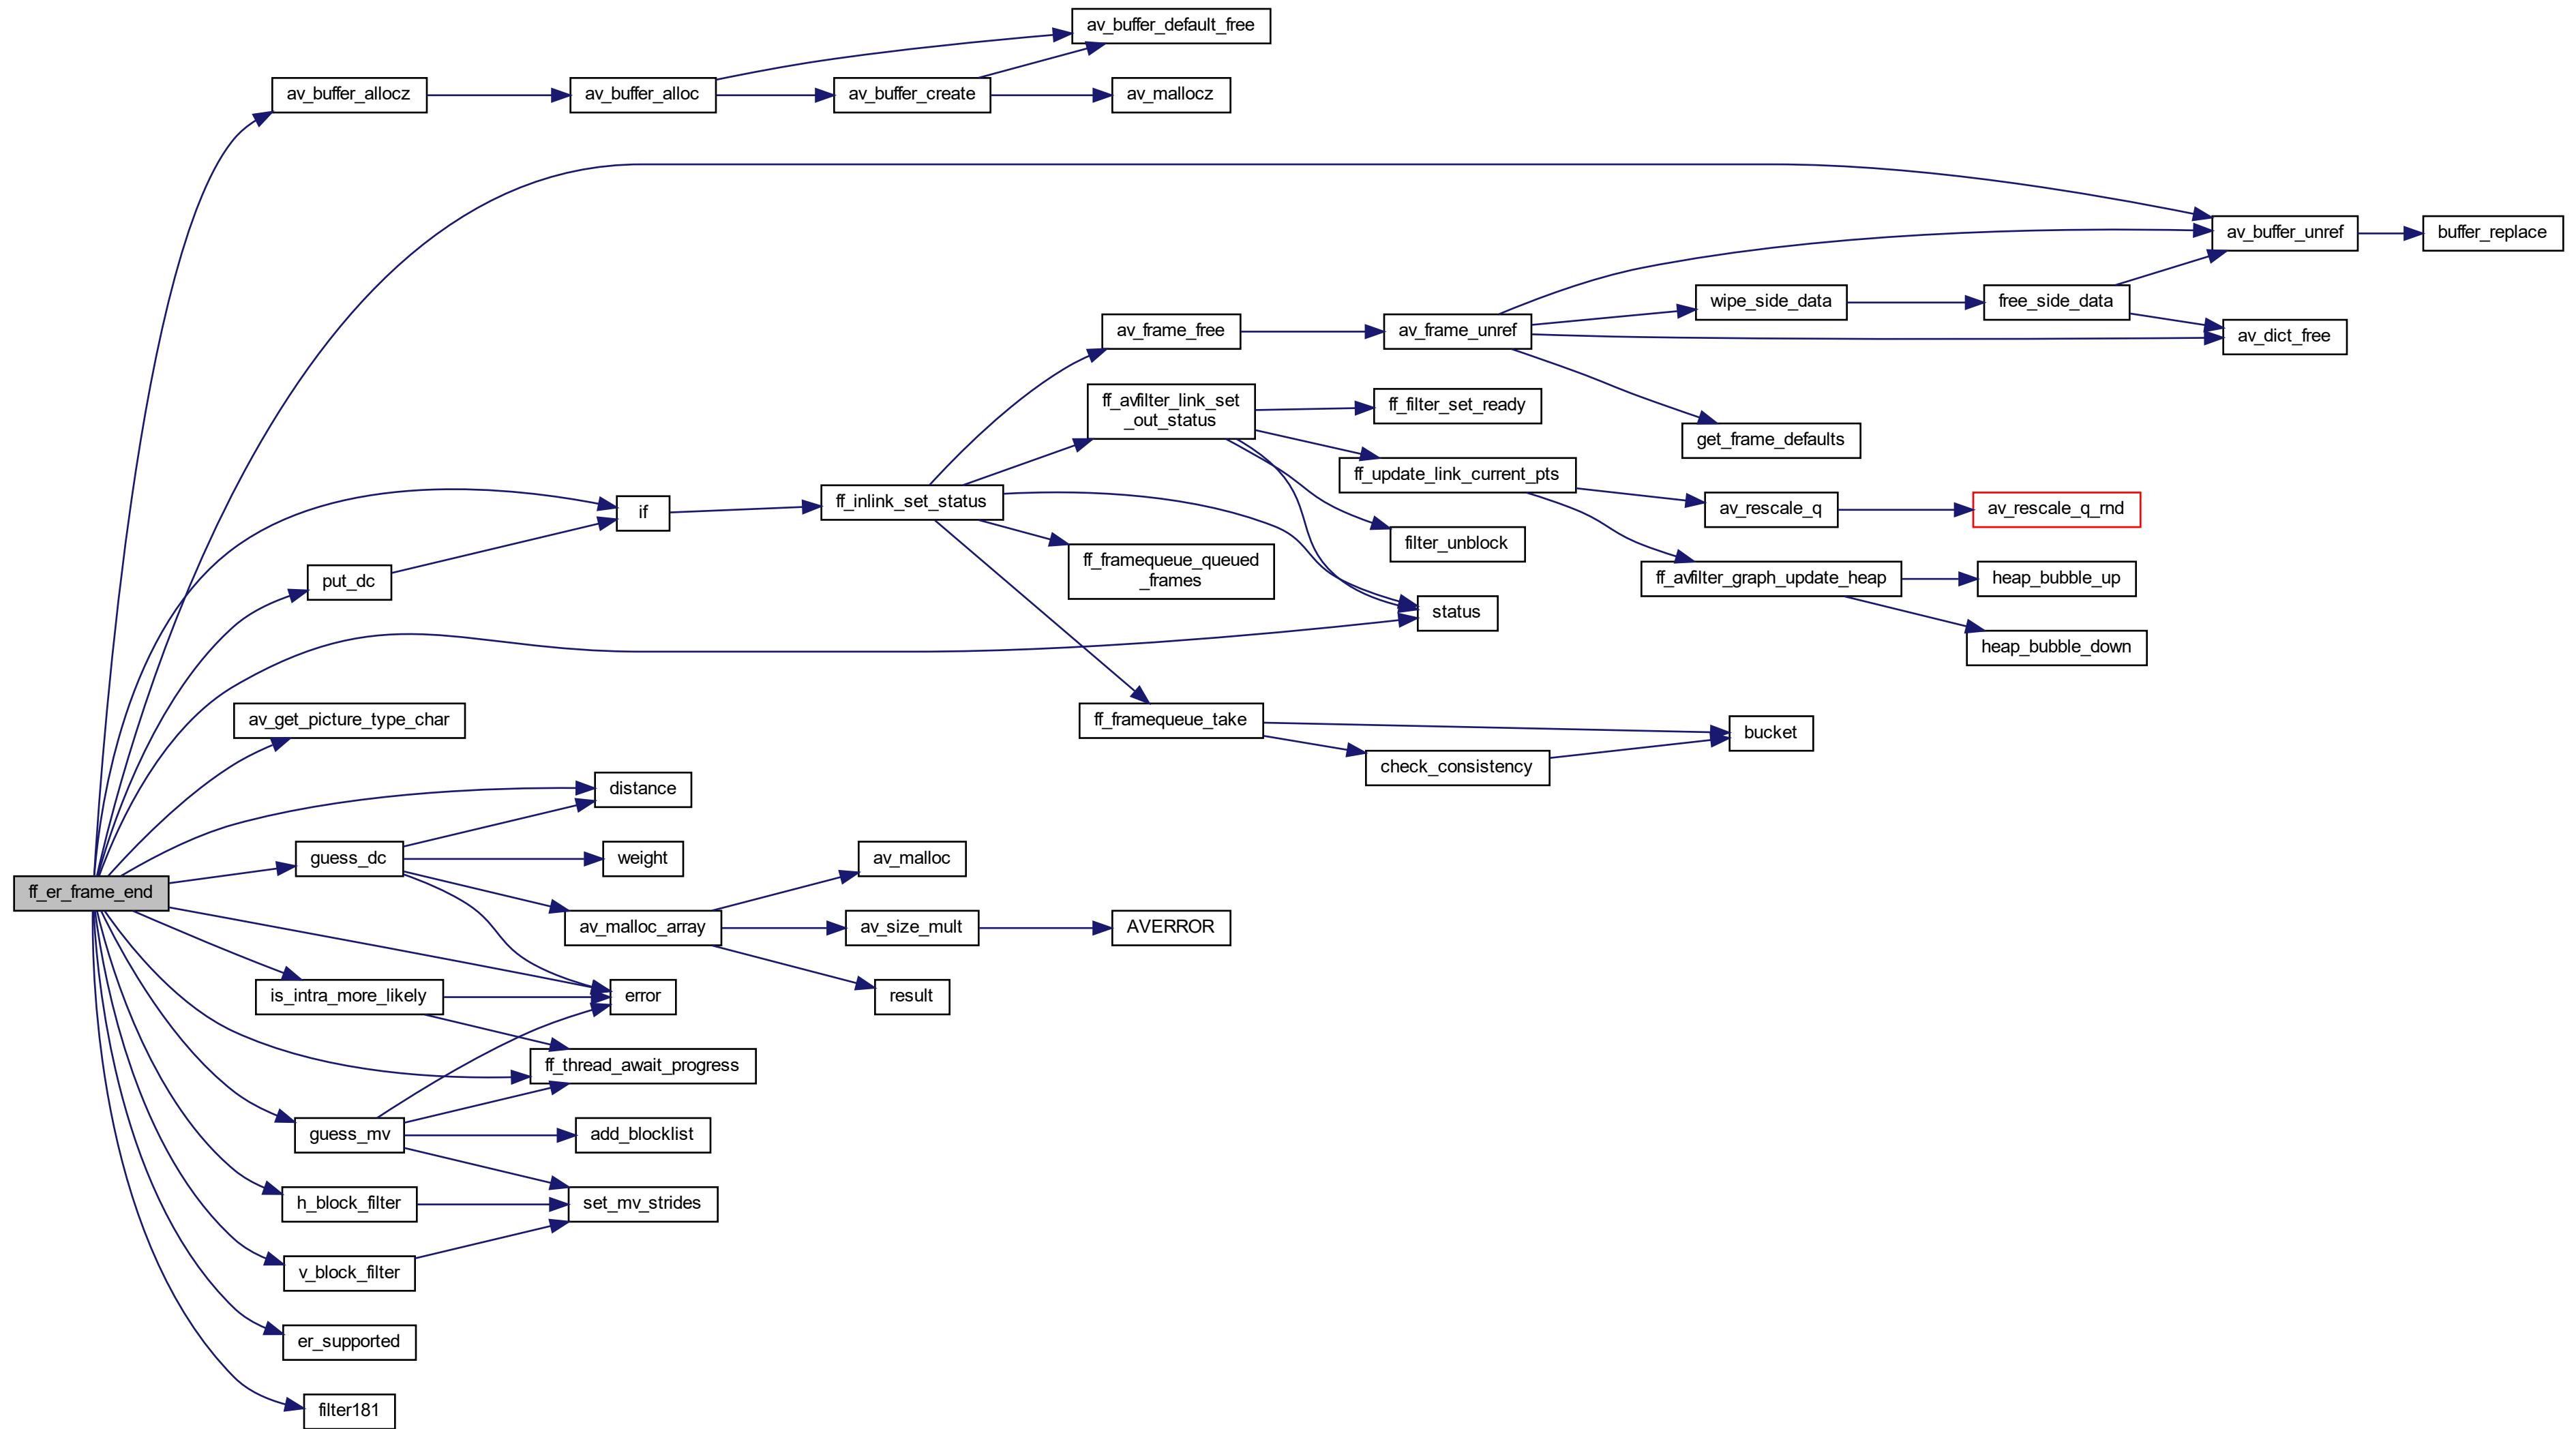 av_buffer_default_free
av_buffer_allocz
av_buffer_alloc
av_buffer_create
av_mallocz
av_buffer_unref
buffer_replace
wipe_side_data
free_side_data
av_frame_free
av_frame_unref
av_dict_free
ff_avfilter_link_set
_out_status
ff_filter_set_ready
get_frame_defaults
ff_update_link_current_pts
if
ff_inlink_set_status
av_rescale_q
av_rescale_q_rnd
filter_unblock
put_dc
ff_framequeue_queued
_frames
ff_avfilter_graph_update_heap
heap_bubble_up
status
heap_bubble_down
av_get_picture_type_char
ff_framequeue_take
bucket
check_consistency
distance
guess_dc
weight
av_malloc
ff_er_frame_end
av_malloc_array
av_size_mult
AVERROR
is_intra_more_likely
error
result
ff_thread_await_progress
guess_mv
add_blocklist
h_block_filter
set_mv_strides
v_block_filter
er_supported
filter181